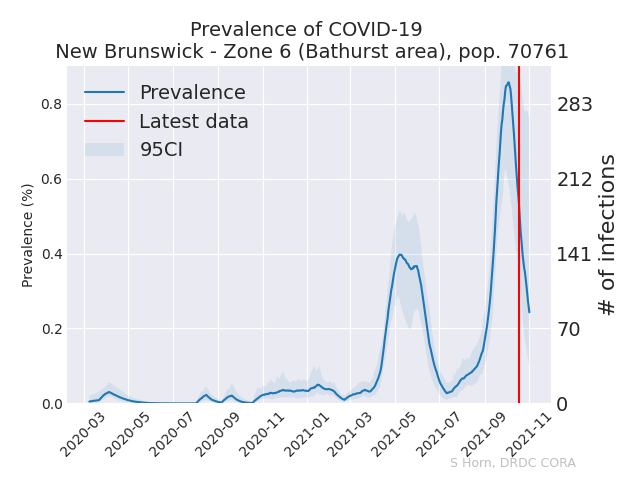 Prevalence of COVID-19
New Brunswick - Zone 6 (Bathurst area), pop. 70761
Prevalence
Latest data
95CI
Prevalence (%)
0.8
0.6
0.4
0.2
0.0
283
212
141
70
0
# of infections
2020-03
2020-05
2020-07
2020-09
2020-11
2021-01
2021-03
2021-05
2021-07
2021-09
2021-11
S Horn, DRDC CORA